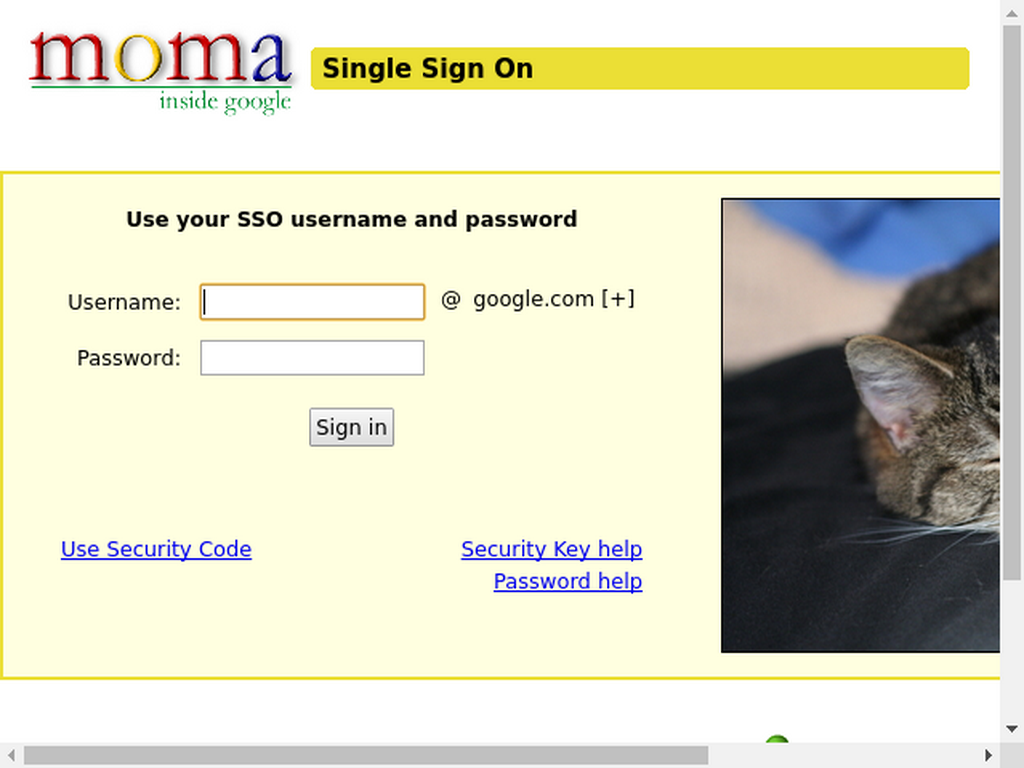 moma
inside google
Single Sign On
Use your SSO username and password
Username: @ google.com [+]
Password:
Sign in
Use Security Code
Security Key help
Password help